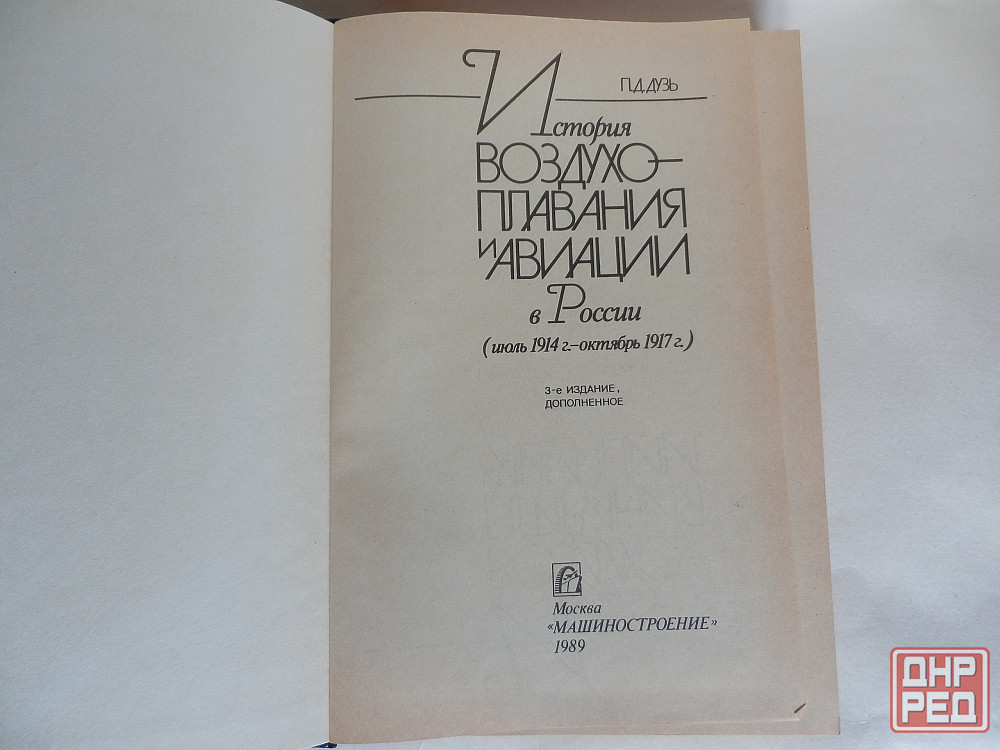 П.Д.ДУЗЬ
История
ВОЗДУХО-
ПЛАВАНИЯ
И АВИАЦИИ
в России
(июль 1914 г.–октябрь 1917 г.)
3-е ИЗДАНИЕ,
ДОПОЛНЕННОЕ
Москва
«МАШИНОСТРОЕНИЕ»
1989
ДНР
РЕД